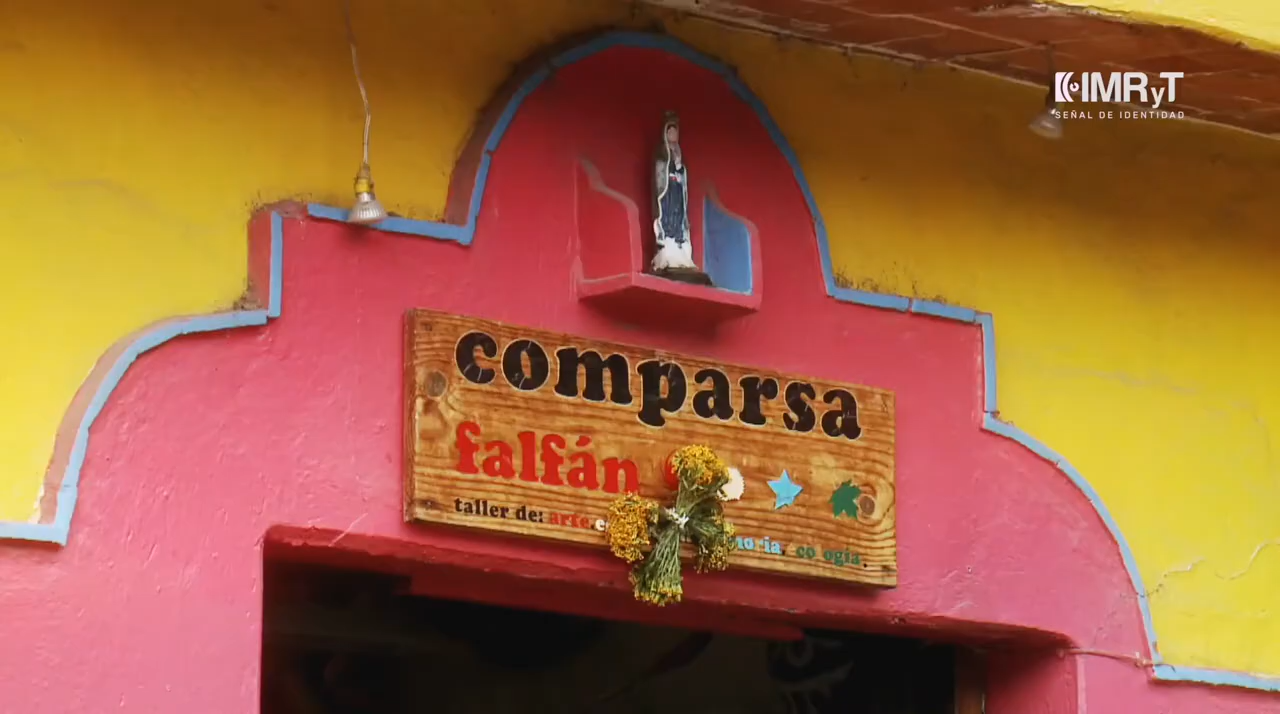 IMRyT
SEÑAL DE IDENTIDAD
comparsa
falfán
taller de: arte.